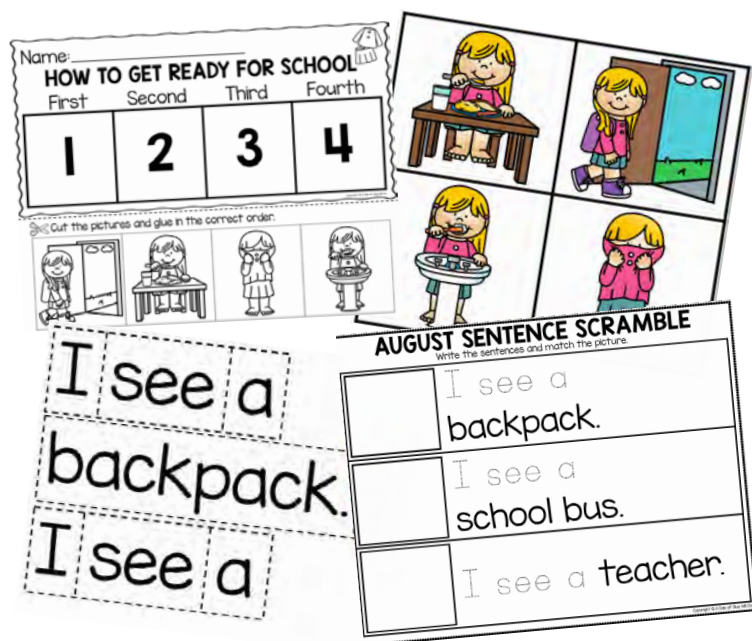 Name:
HOW TO GET READY FOR SCHOOL
First Second Third Fourth
1 2 3 4
Cut the pictures and glue in the correct order.
I see a
backpack.
I see a
AUGUST SENTENCE SCRAMBLE
Write the sentences and match the picture.
I see a
backpack.
I see a
school bus.
I see a teacher.